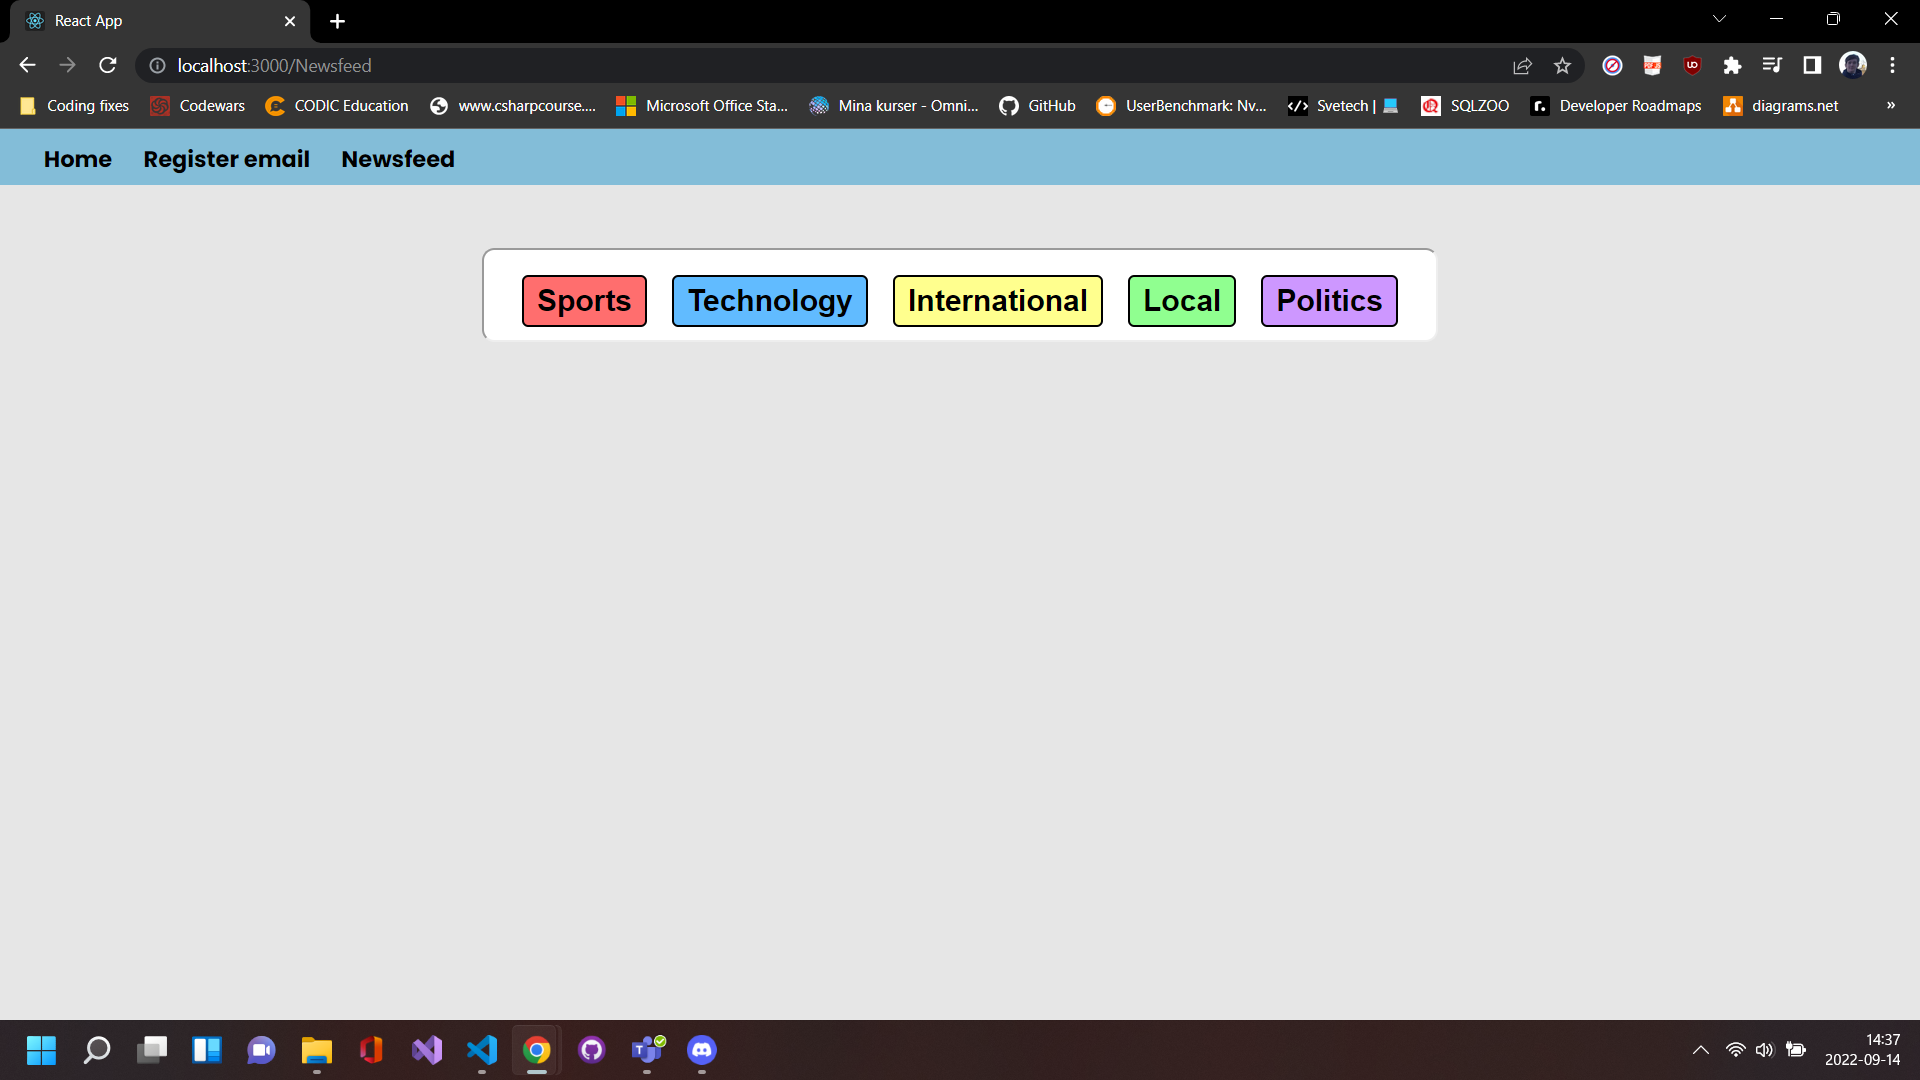 React App
localhost:3000/Newsfeed
Coding fixes Codewars CODIC Education www.csharpcourse.... Microsoft Office Sta... Mina kurser - Omni... GitHub UserBenchmark: Nv... Svetech | SQLZOO Developer Roadmaps diagrams.net »
Home Register email Newsfeed
Sports Technology International Local Politics
14:37
2022-09-14